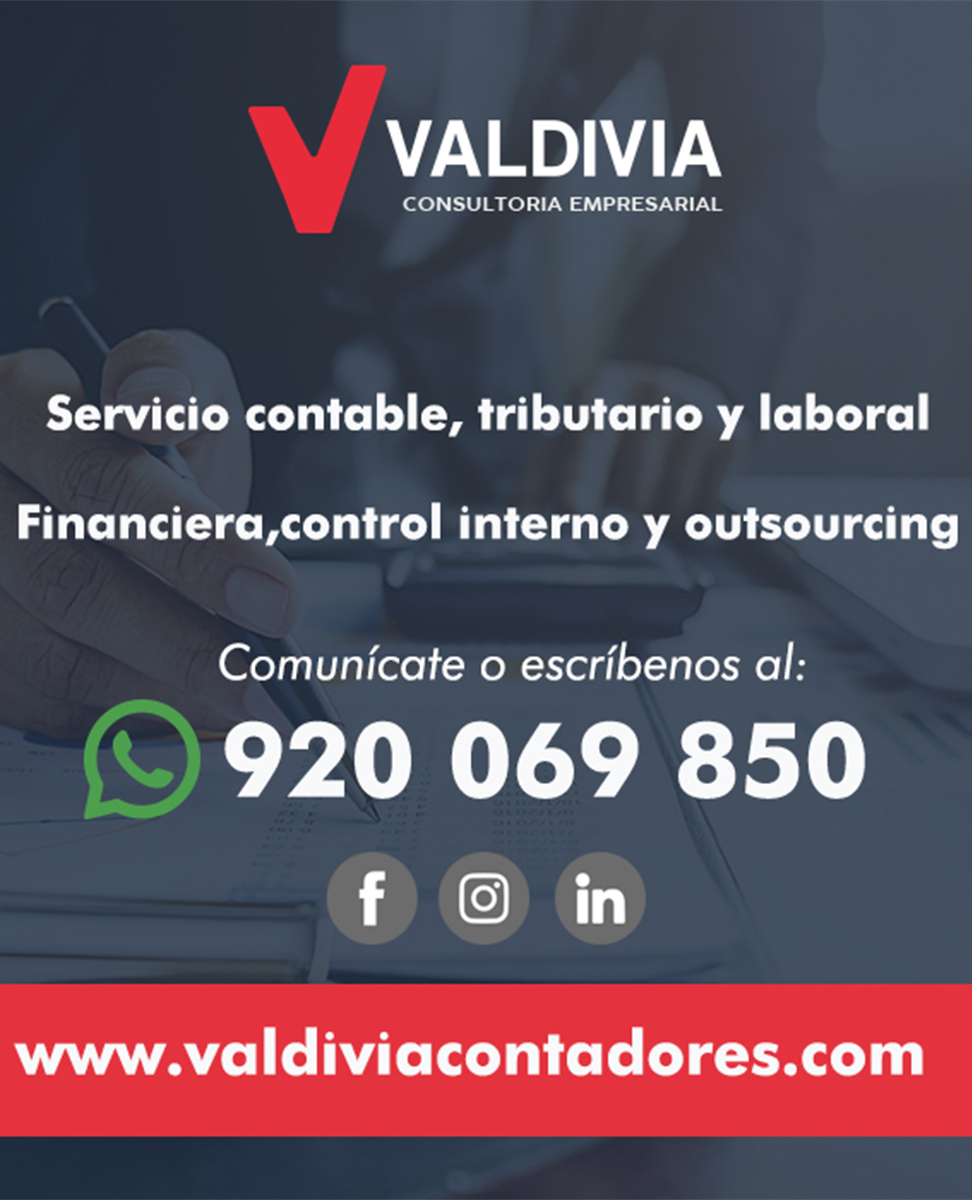 VALDIVIA
CONSULTORIA EMPRESARIAL
Servicio contable, tributario y laboral
Financiera,control interno y outsourcing
Comunícate o escríbenos al:
920 069 850
www.valdiviacontadores.com